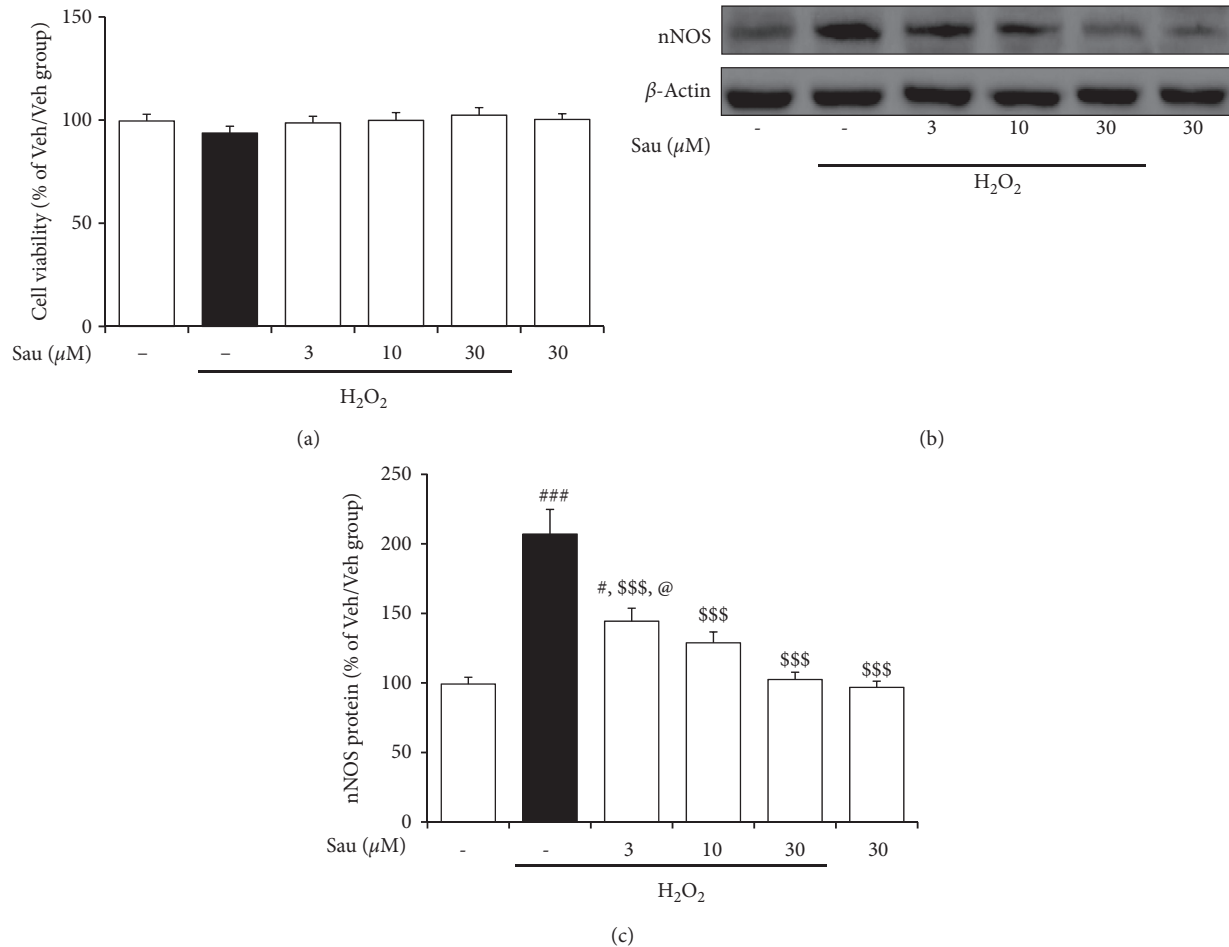 150
100
50
0
Cell viability (% of Veh/Veh group)
Sau (μM) – – 3 10 30 30
H₂O₂
(a)
nNOS
β-Actin
- - 3 10 30 30
Sau (μM)
H₂O₂
(b)
250
200
150
100
50
0
nNOS protein (% of Veh/Veh group)
###
#, $$$, @
$$$
$$$
$$$
Sau (μM) - - 3 10 30 30
H₂O₂
(c)